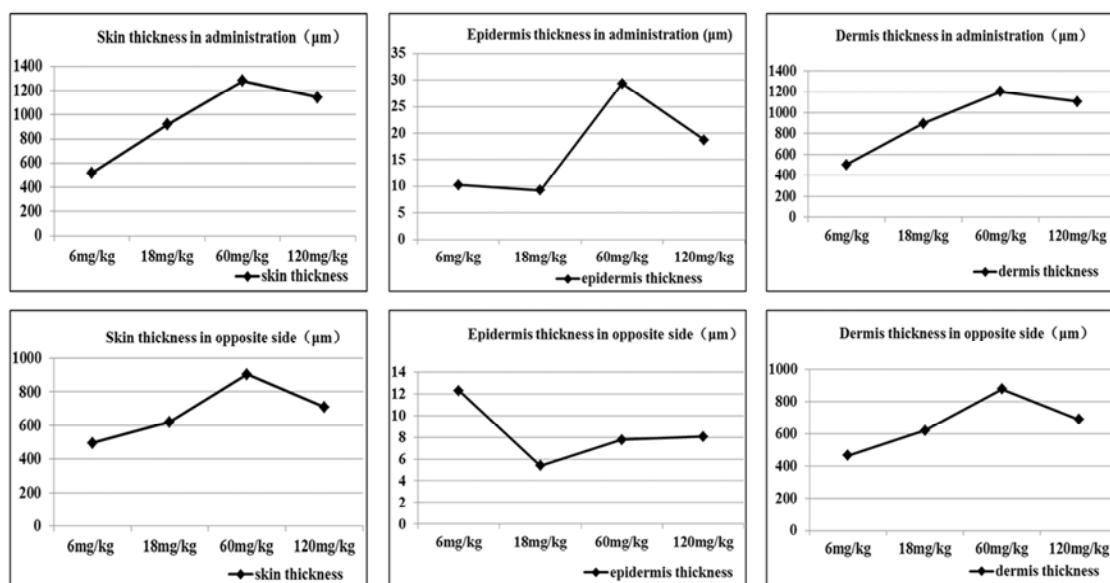 Skin thickness in administration（μm）
1400
1200
1000
800
600
400
200
0
6mg/kg 18mg/kg 60mg/kg 120mg/kg
skin thickness
Epidermis thickness in administration (μm)
35
30
25
20
15
10
5
0
6mg/kg 18mg/kg 60mg/kg 120mg/kg
epidermis thickness
Dermis thickness in administration（μm）
1400
1200
1000
800
600
400
200
0
6mg/kg 18mg/kg 60mg/kg 120mg/kg
dermis thickness
Skin thickness in opposite side（μm）
1000
800
600
400
200
0
6mg/kg 18mg/kg 60mg/kg 120mg/kg
skin thickness
Epidermis thickness in opposite side（μm）
14
12
10
8
6
4
2
0
6mg/kg 18mg/kg 60mg/kg 120mg/kg
epidermis thickness
Dermis thickness in opposite side（μm）
1000
800
600
400
200
0
6mg/kg 18mg/kg 60mg/kg 120mg/kg
dermis thickness